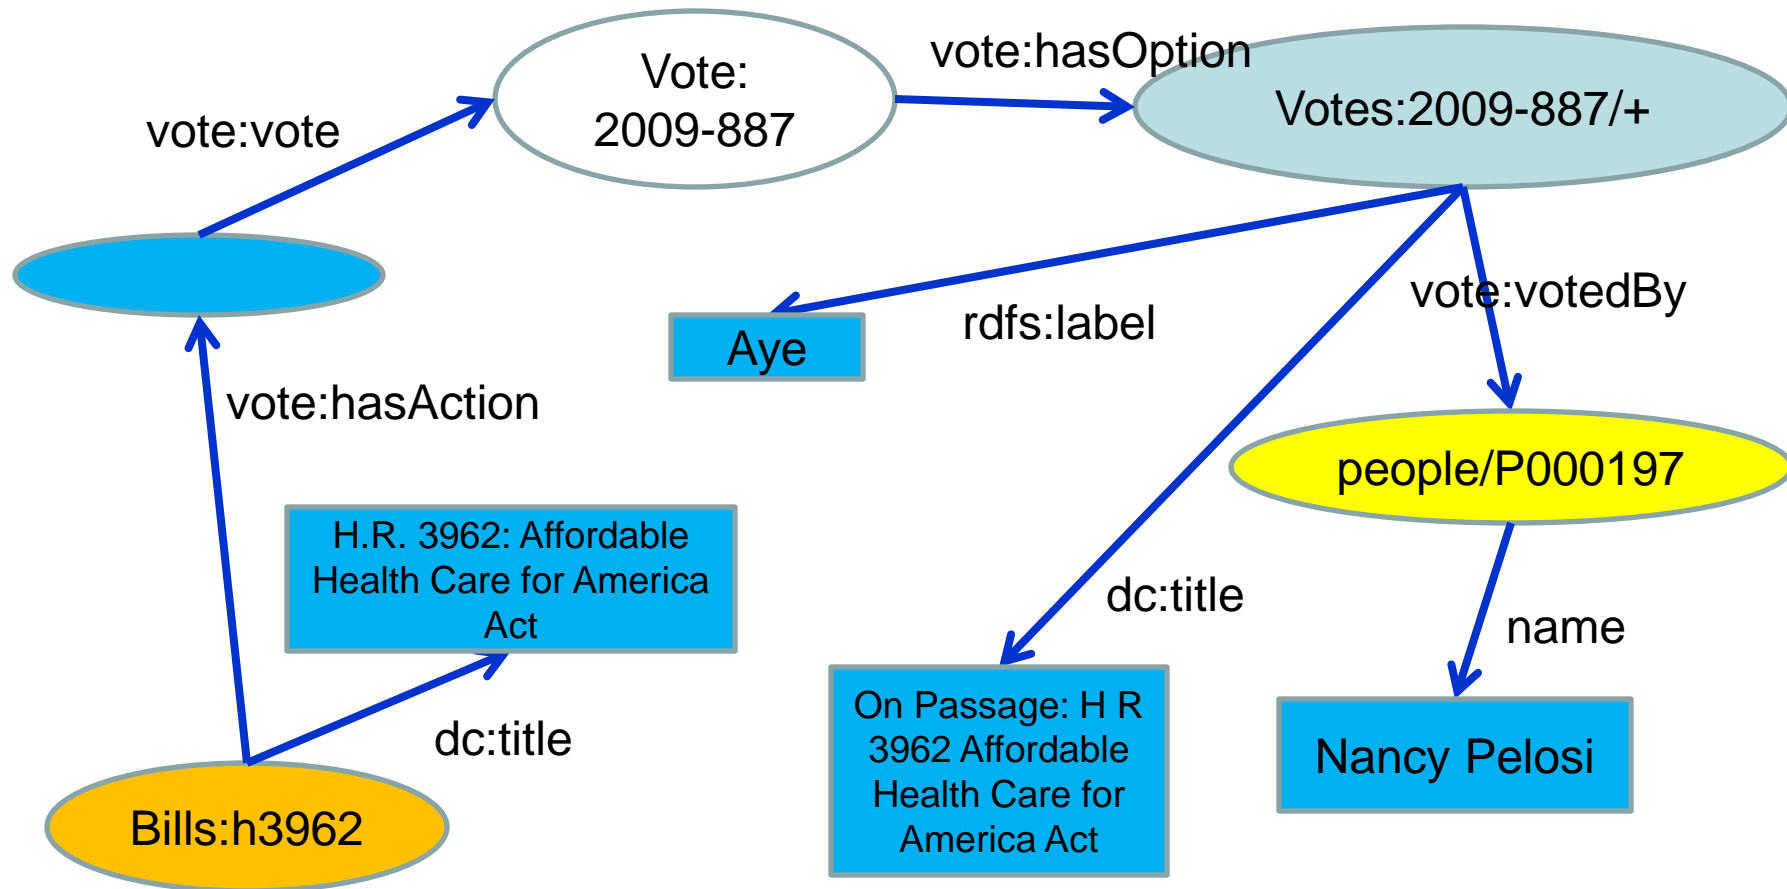 vote:hasOption
Vote:
2009-887
Votes:2009-887/+
vote:vote
vote:votedBy
rdfs:label
Aye
vote:hasAction
people/P000197
H.R. 3962: Affordable
Health Care for America
Act
dc:title
name
On Passage: H R
3962 Affordable
Health Care for
America Act
Nancy Pelosi
dc:title
Bills:h3962